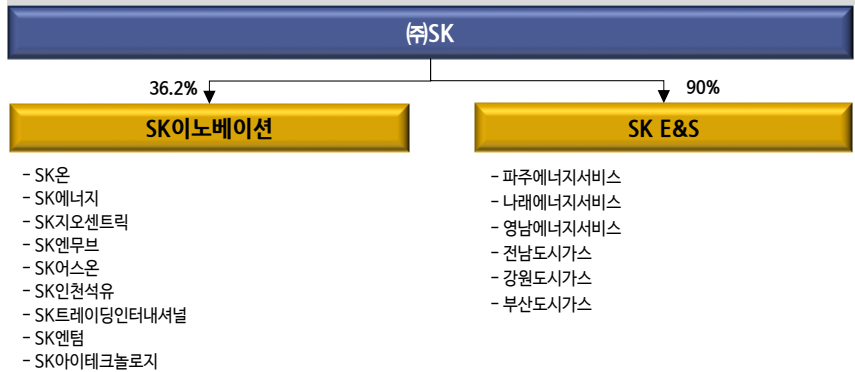 ㈜SK
36.2%
90%
SK이노베이션
SK E&S
- SK온
- SK에너지
- SK지오센트릭
- SK엔무브
- SK어스온
- SK인천석유
- SK트레이딩인터내셔널
- SK엔텀
- SK아이테크놀로지
- 파주에너지서비스
- 나래에너지서비스
- 영남에너지서비스
- 전남도시가스
- 강원도시가스
- 부산도시가스